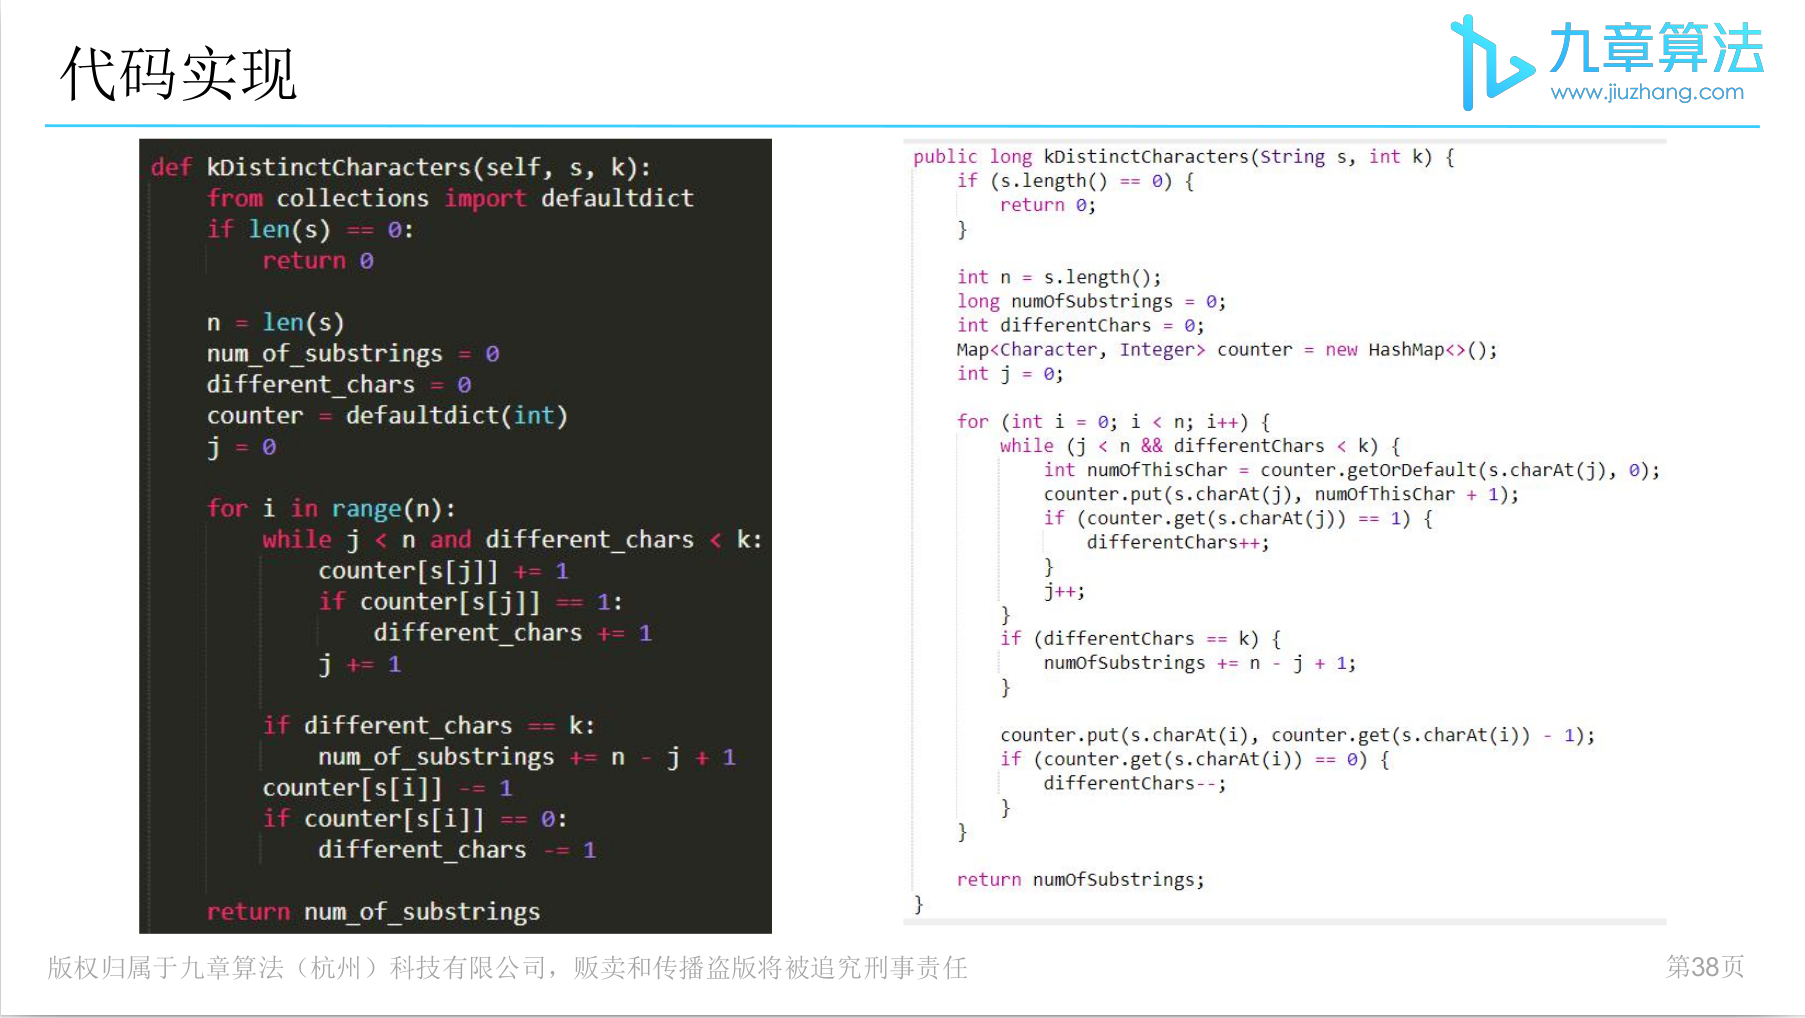 代码实现
九章算法
www.jiuzhang.com
def kDistinctCharacters(self, s, k):
    from collections import defaultdict
    if len(s) == 0:
        return 0

    n = len(s)
    num_of_substrings = 0
    different_chars = 0
    counter = defaultdict(int)
    j = 0

    for i in range(n):
        while j < n and different_chars < k:
            counter[s[j]] += 1
            if counter[s[j]] == 1:
                different_chars += 1
            j += 1

        if different_chars == k:
            num_of_substrings += n - j + 1
        counter[s[i]] -= 1
        if counter[s[i]] == 0:
            different_chars -= 1

    return num_of_substrings
public long kDistinctCharacters(String s, int k) {
    if (s.length() == 0) {
        return 0;
    }

    int n = s.length();
    long numOfSubstrings = 0;
    int differentChars = 0;
    Map<Character, Integer> counter = new HashMap<>();
    int j = 0;

    for (int i = 0; i < n; i++) {
        while (j < n && differentChars < k) {
            int numOfThisChar = counter.getOrDefault(s.charAt(j), 0);
            counter.put(s.charAt(j), numOfThisChar + 1);
            if (counter.get(s.charAt(j)) == 1) {
                differentChars++;
            }
            j++;
        }
        if (differentChars == k) {
            numOfSubstrings += n - j + 1;
        }

        counter.put(s.charAt(i), counter.get(s.charAt(i)) - 1);
        if (counter.get(s.charAt(i)) == 0) {
            differentChars--;
        }
    }

    return numOfSubstrings;
}
版权归属于九章算法（杭州）科技有限公司，贩卖和传播盗版将被追究刑事责任
第38页